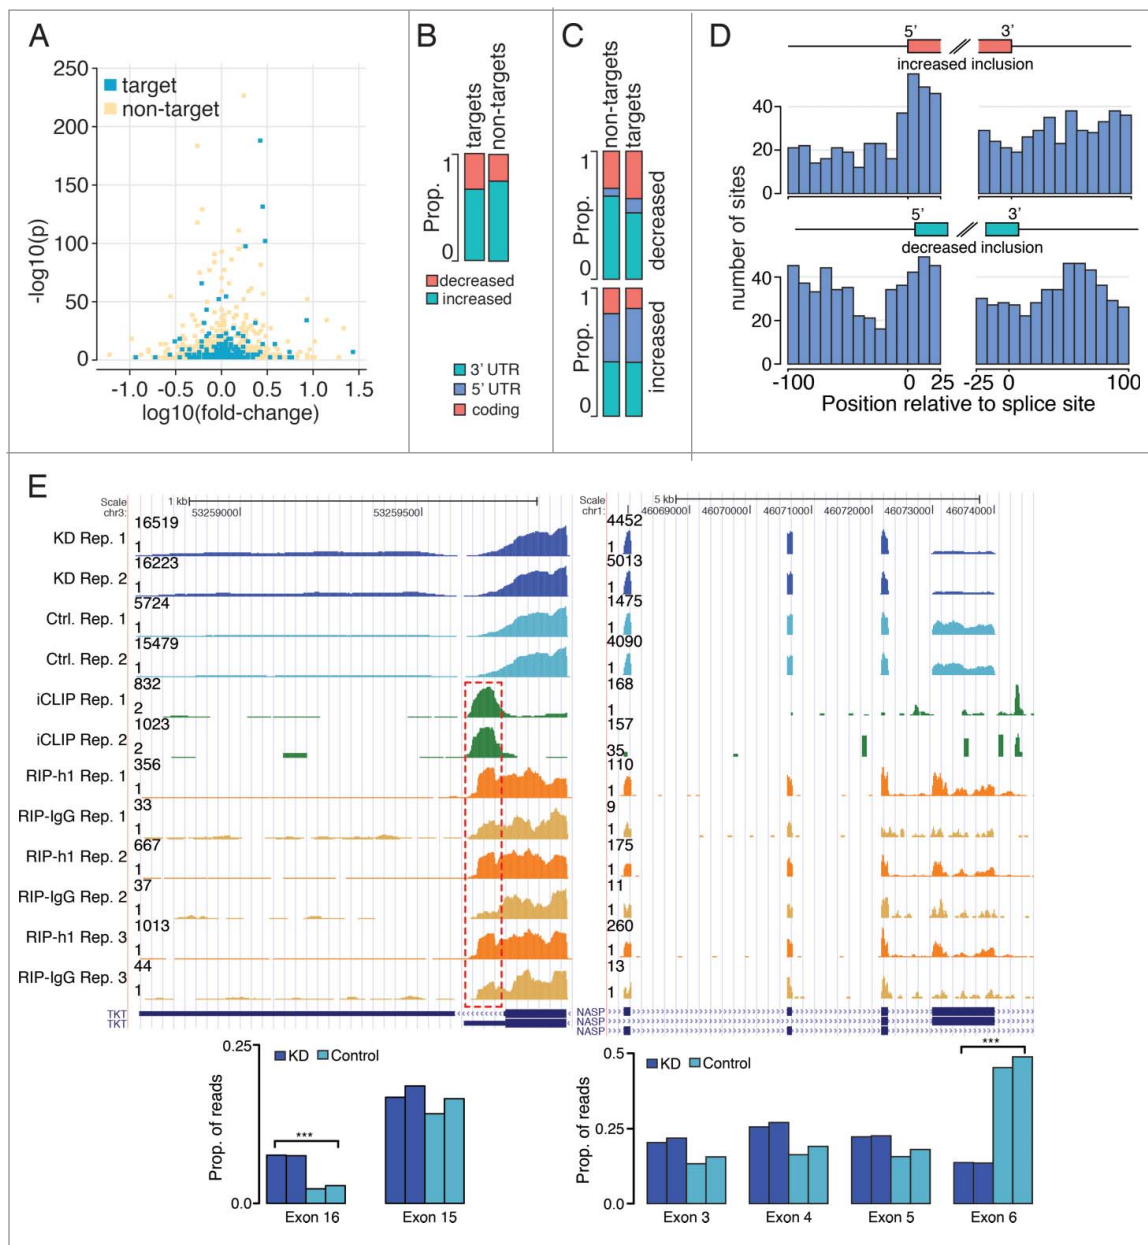 A
250
200
150
100
50
0
-log10(p)
target
non-target
-1.0 -0.5 0.0 0.5 1.0 1.5
log10(fold-change)
B
targets
non-targets
1
Prop.
0
decreased
increased
3' UTR
5' UTR
coding
C
non-targets
targets
1
Prop.
0
decreased
1
Prop.
0
increased
D
5' 3'
increased inclusion
40
20
0
5' 3'
decreased inclusion
number of sites
40
20
0
-100 0 25 -25 0 100
Position relative to splice site
E
Scale 1 kb
chr3: 53259000 53259500
KD Rep. 1 16519 1
KD Rep. 2 16223 1
Ctrl. Rep. 1 5724 1
Ctrl. Rep. 2 15479 1
iCLIP Rep. 1 832 2
iCLIP Rep. 2 1023 2
RIP-h1 Rep. 1 356 1
RIP-IgG Rep. 1 33 1
RIP-h1 Rep. 2 667 1
RIP-IgG Rep. 2 37 1
RIP-h1 Rep. 3 1013 1
RIP-IgG Rep. 3 44 1
TKT
TKT
Scale 5 kb
chr1: 46069000 46070000 46071000 46072000 46073000 46074000
4452
1
5013
1
1475
1
4090
1
168
1
157
35
110
1
9
1
175
1
11
1
260
1
13
1
NASP
NASP
NASP
0.25
Prop. of reads
0.0
KD Control
***
Exon 16 Exon 15
0.5
0.25
0.0
Prop. of reads
KD Control
***
Exon 3 Exon 4 Exon 5 Exon 6